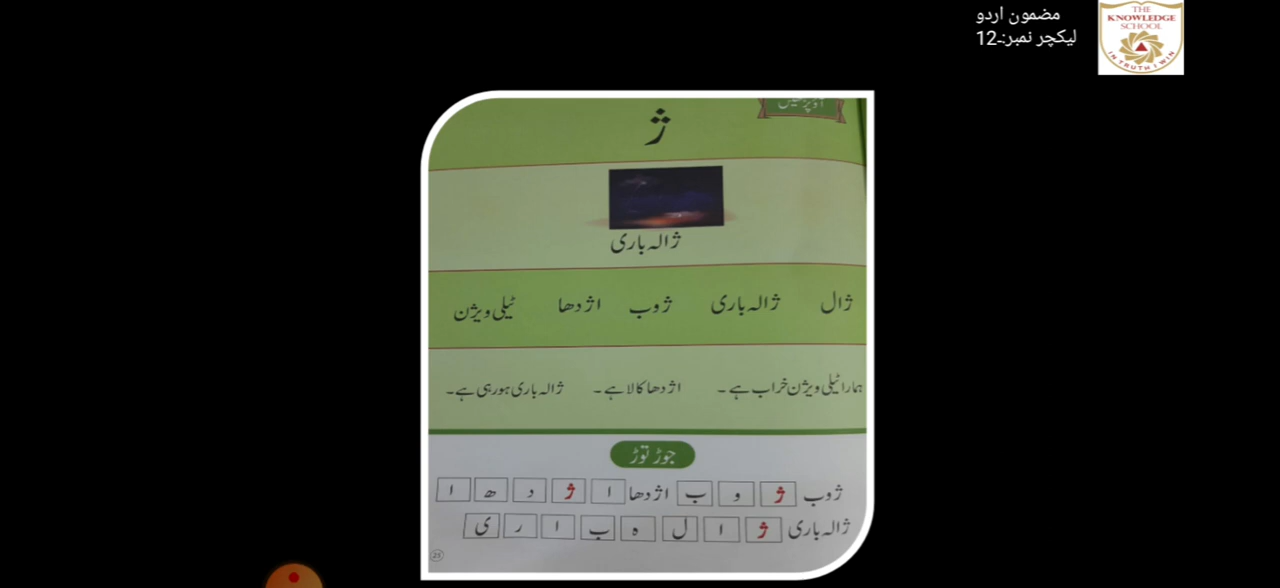 مضمون اردو
لیکچر نمبر:۔12
THE
KNOWLEDGE
SCHOOL
IN TRUTH I WIN
آؤ پڑھیں
ژ
ژالہ باری
ژال ژالہ باری ژوب اژدھا ٹیلی ویژن
ہمارا ٹیلی ویژن خراب ہے۔ اژدھا کالا ہے۔ ژالہ باری ہو رہی ہے۔
جوڑ توڑ
ژوب ژ و ب اژدھا ا ژ د ھ ا
ژالہ باری ژ ا ل ہ ب ا ر ی
25